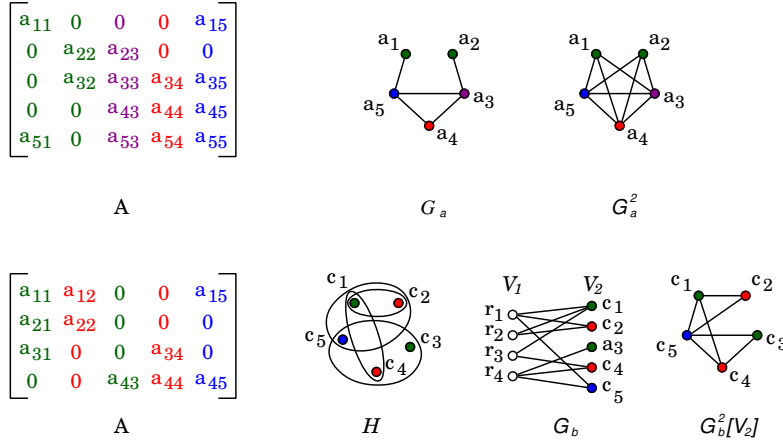 a11 0 0 0 a15
0 a22 a23 0 0
0 a32 a33 a34 a35
0 0 a43 a44 a45
a51 0 a53 a54 a55
A
a1 a2
a5 a3
a4
Ga
a1 a2
a5 a3
a4
Ga2
a11 a12 0 0 a15
a21 a22 0 0 0
a31 0 0 a34 0
0 0 a43 a44 a45
A
c1
c2
c5 c3
c4
H
V1 V2
r1 c1
r2 c2
r3 a3
r4 c4
c5
Gb
c1 c2
c5 c3
c4
Gb2[V2]